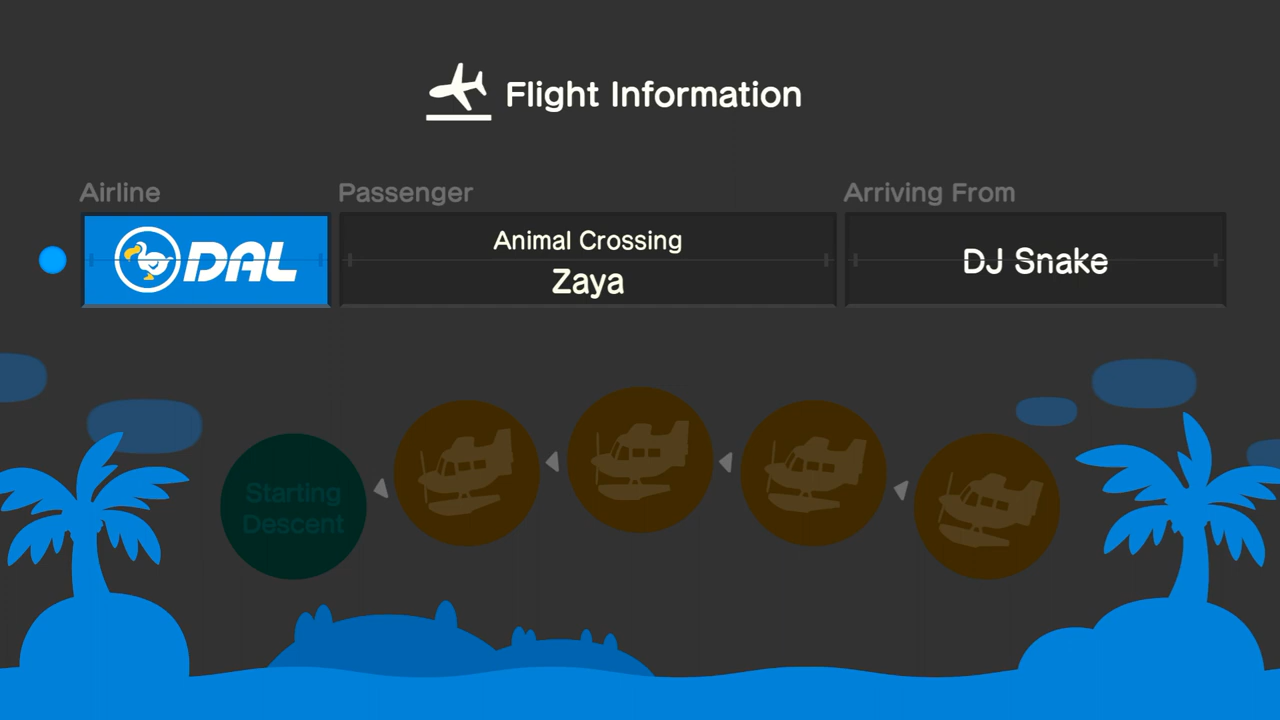 Flight Information
Airline
Passenger
Arriving From
DAL
Animal Crossing
Zaya
DJ Snake
Starting
Descent